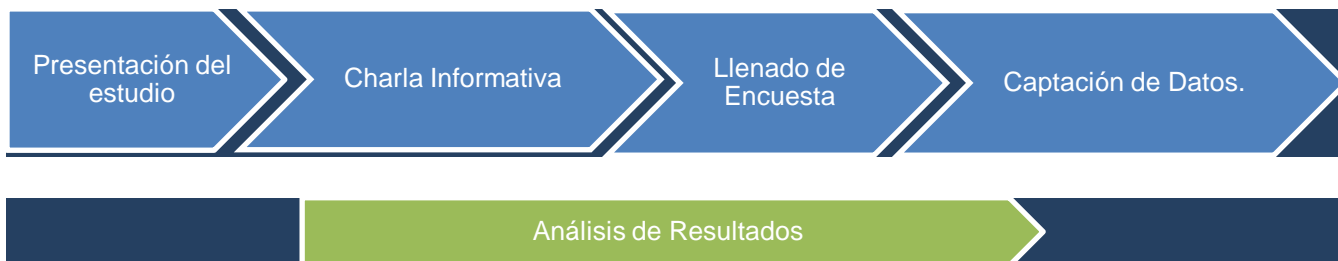 Presentación del
estudio
Charla Informativa
Llenado de
Encuesta
Captación de Datos.
Análisis de Resultados